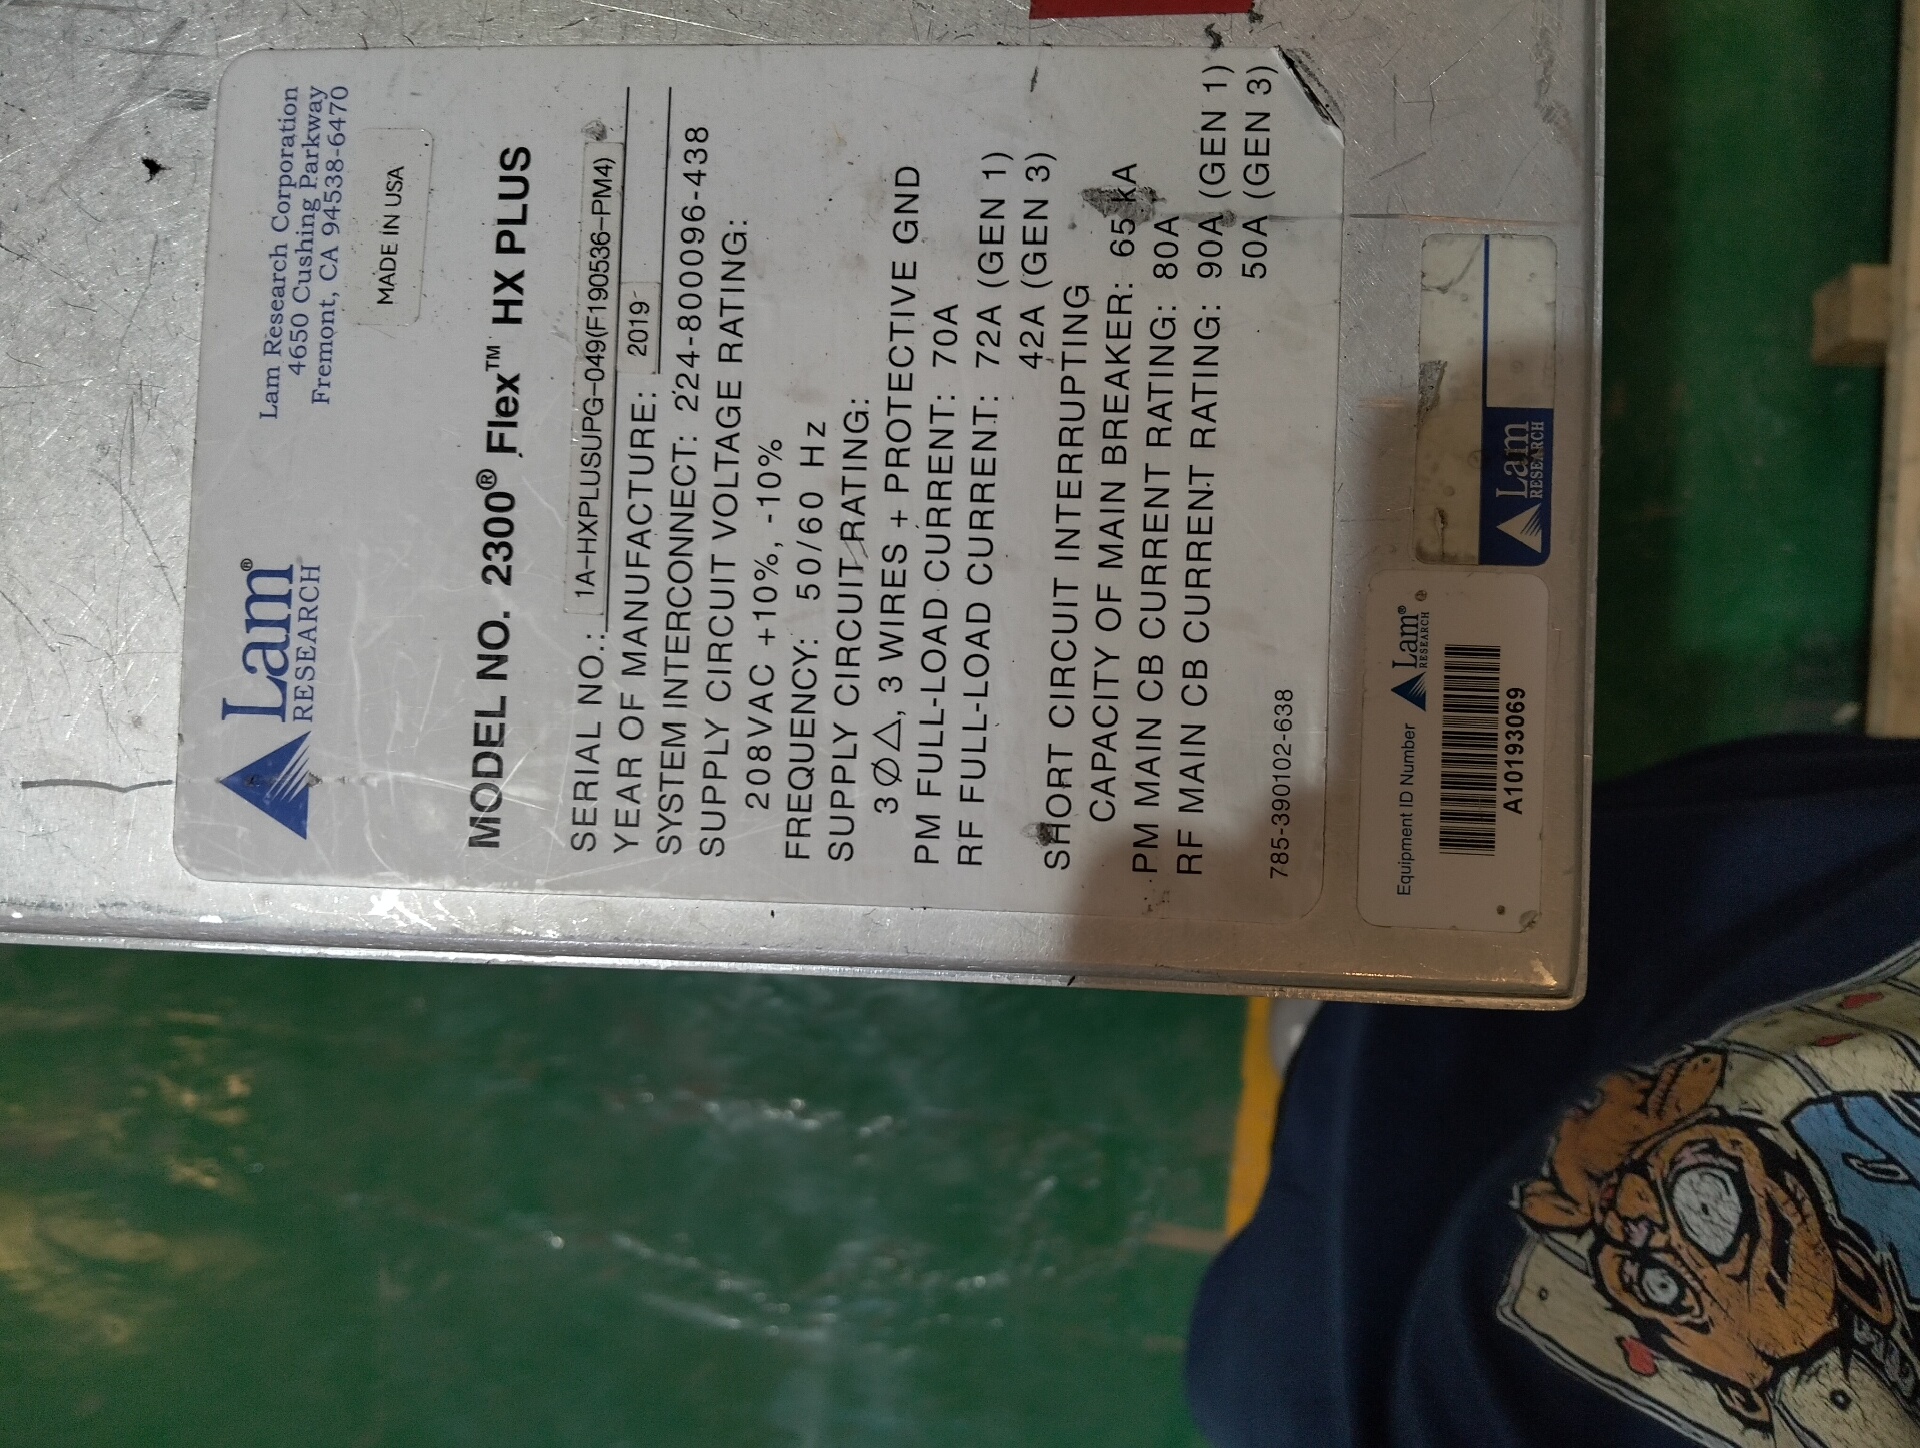 Lam®
RESEARCH
Lam Research Corporation
4650 Cushing Parkway
Fremont, CA 94538-6470
MADE IN USA
MODEL NO. 2300® Flex™ HX PLUS
SERIAL NO.: 1A-HXPLUSUPG-049(F190536-PM4)
YEAR OF MANUFACTURE: 2019
SYSTEM INTERCONNECT: 224-800096-438
SUPPLY CIRCUIT VOLTAGE RATING:
208VAC +10%, -10%
FREQUENCY: 50/60 Hz
SUPPLY CIRCUIT RATING:
3 Ø △, 3 WIRES + PROTECTIVE GND
PM FULL-LOAD CURRENT: 70A
RF FULL-LOAD CURRENT: 72A (GEN 1)
42A (GEN 3)
SHORT CIRCUIT INTERRUPTING
CAPACITY OF MAIN BREAKER: 65 kA
PM MAIN CB CURRENT RATING: 80A
RF MAIN CB CURRENT RATING: 90A (GEN 1)
50A (GEN 3)
785-390102-638
Equipment ID Number
Lam®
RESEARCH
A10193069
Lam
RESEARCH